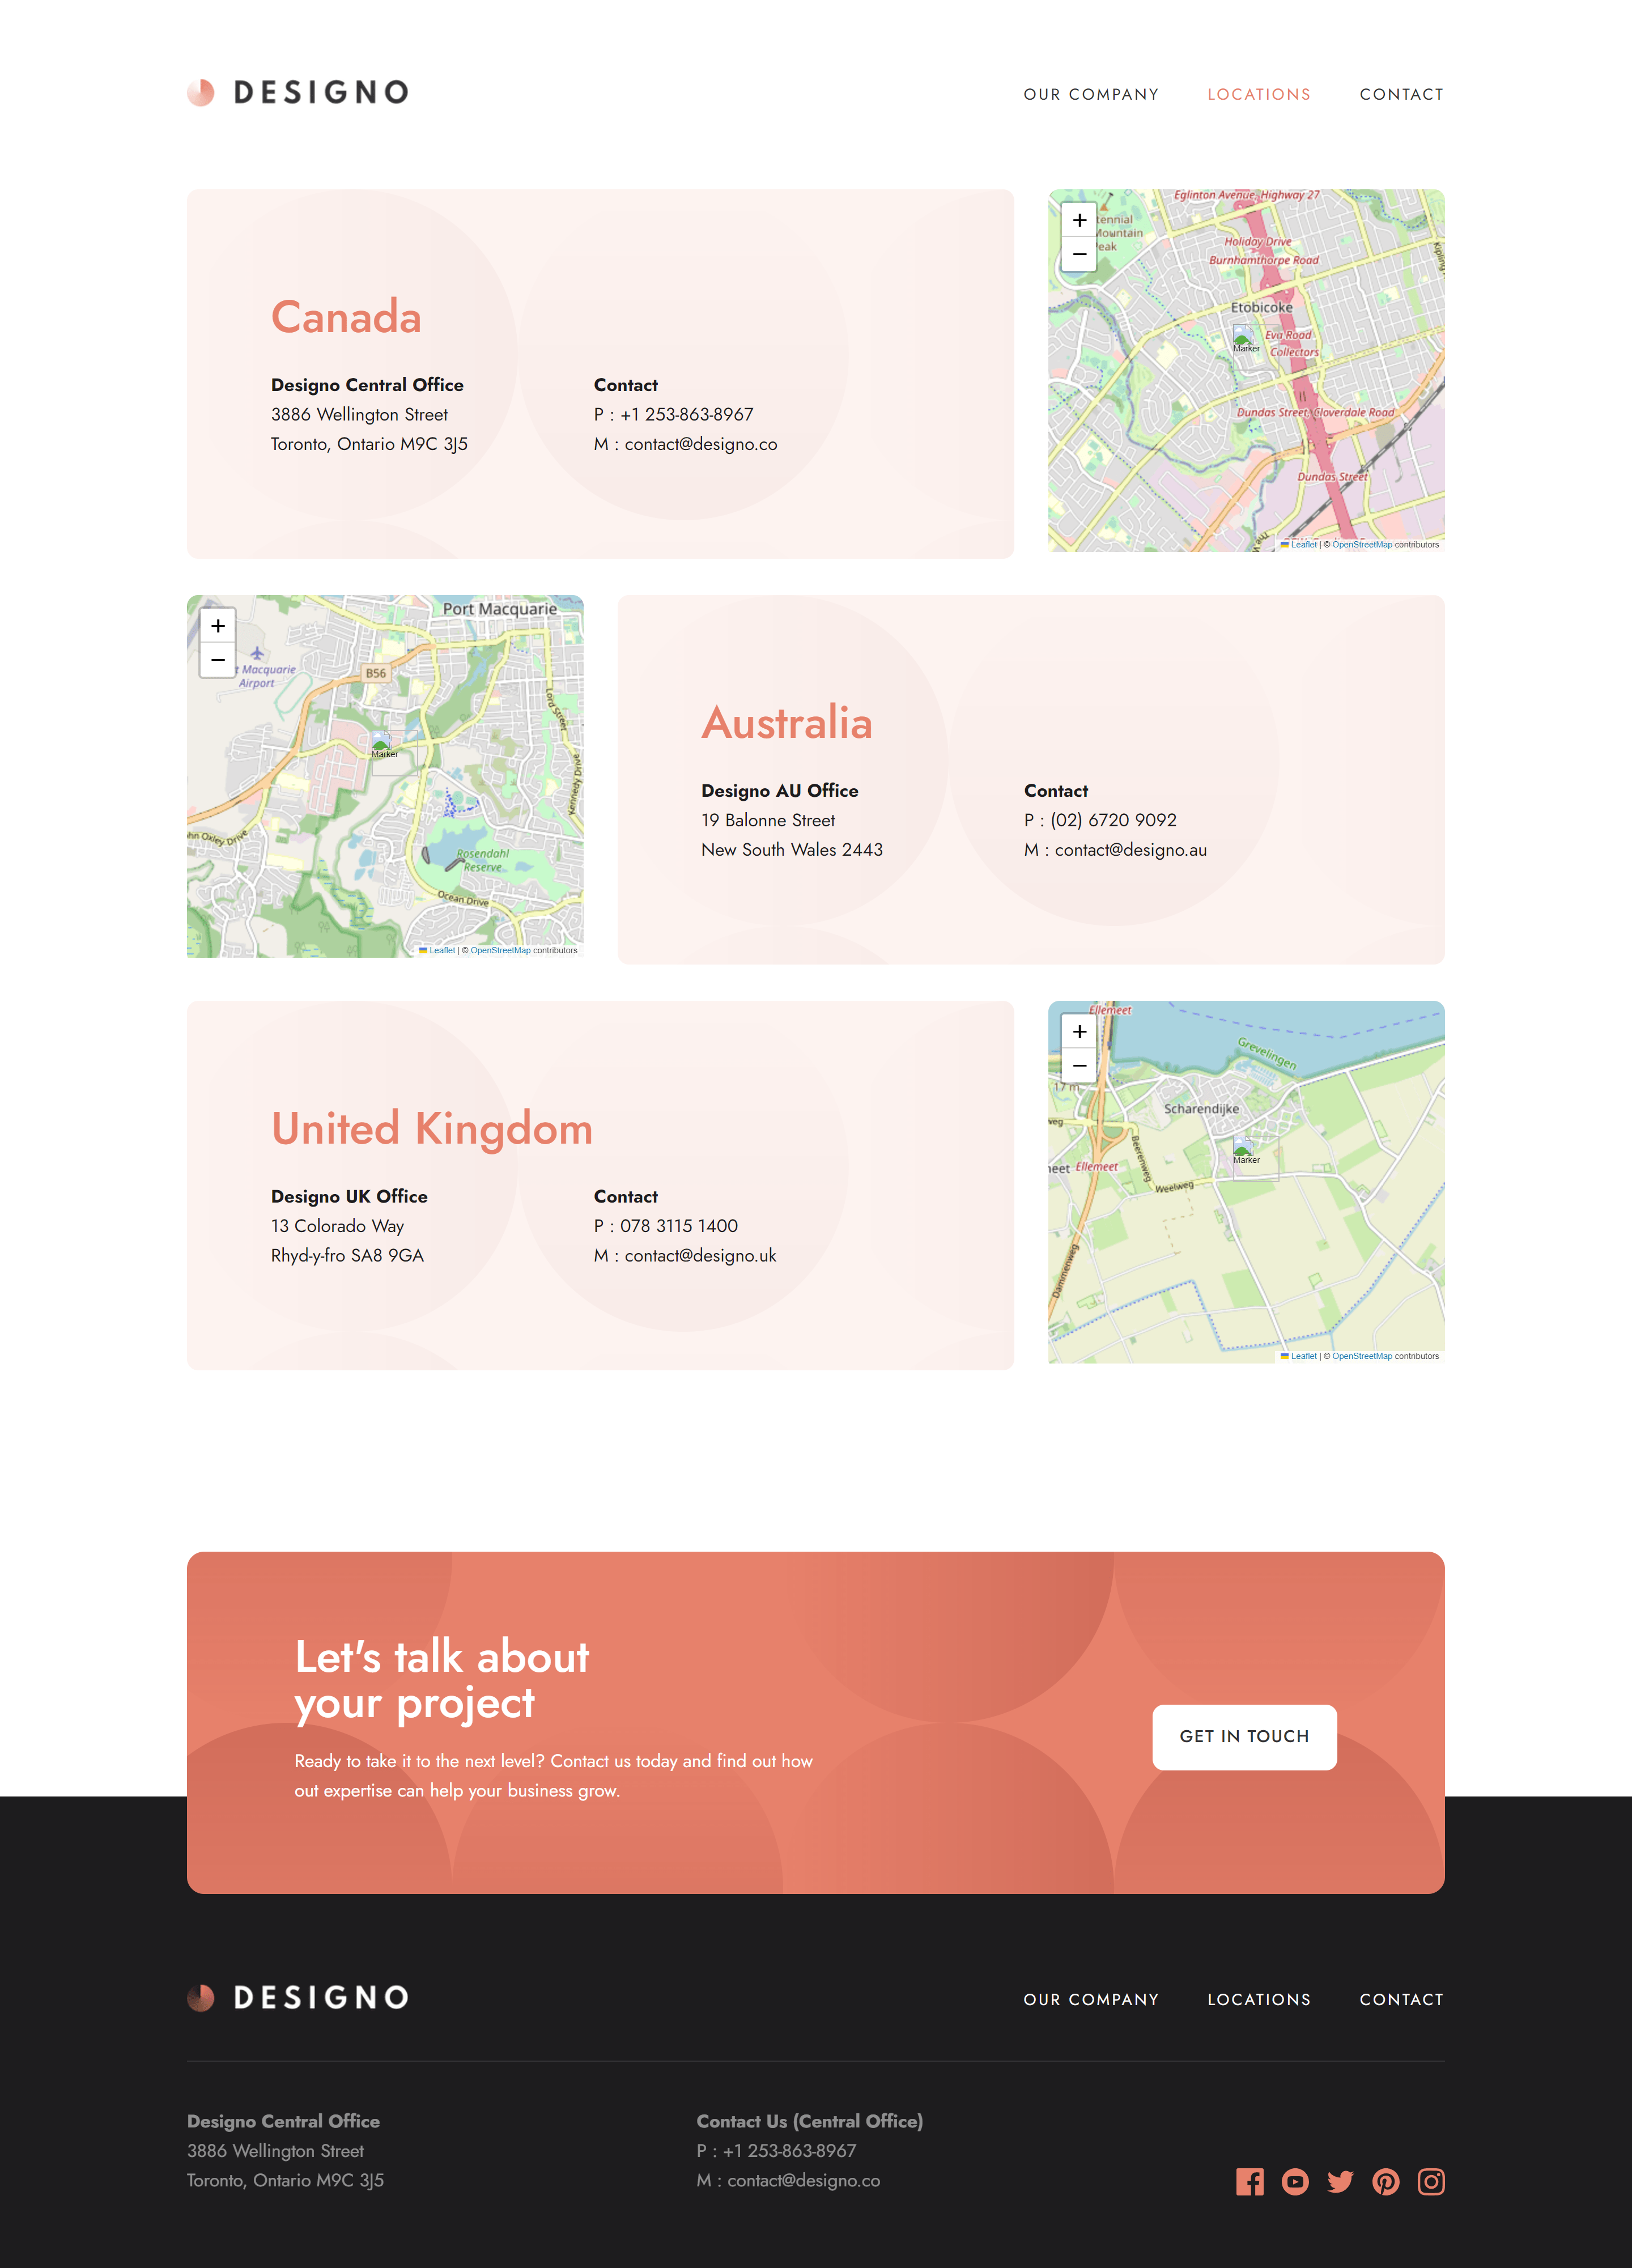 DESIGNO
OUR COMPANY
LOCATIONS
CONTACT
Canada
Designo Central Office
3886 Wellington Street
Toronto, Ontario M9C 3J5
Contact
P : +1 253-863-8967
M : contact@designo.co
Eglinton Avenue, Highway 27
+
−
tennial
Mountain
Peak
Holiday Drive
Burnhamthorpe Road
Kipling
Etobicoke
Marker
Eva Road
Collectors
Dundas Street, Cloverdale Road
Dundas Street
Leaflet | © OpenStreetMap contributors
Port Macquarie
+
−
t Macquarie
Airport
B56
Lord Street
Marker
Kennedy Drive
hn Oxley Drive
Rosendahl
Reserve
Ocean Drive
Leaflet | © OpenStreetMap contributors
Australia
Designo AU Office
19 Balonne Street
New South Wales 2443
Contact
P : (02) 6720 9092
M : contact@designo.au
United Kingdom
Designo UK Office
13 Colorado Way
Rhyd-y-fro SA8 9GA
Contact
P : 078 3115 1400
M : contact@designo.uk
Ellemeet
+
−
17 m
Grevelingen
Scharendijke
weg
Beerenweg
Marker
neet
Ellemeet
Weelweg
Dammenweg
Leaflet | © OpenStreetMap contributors
Let's talk about
your project
Ready to take it to the next level? Contact us today and find out how
out expertise can help your business grow.
GET IN TOUCH
DESIGNO
OUR COMPANY
LOCATIONS
CONTACT
Designo Central Office
3886 Wellington Street
Toronto, Ontario M9C 3J5
Contact Us (Central Office)
P : +1 253-863-8967
M : contact@designo.co